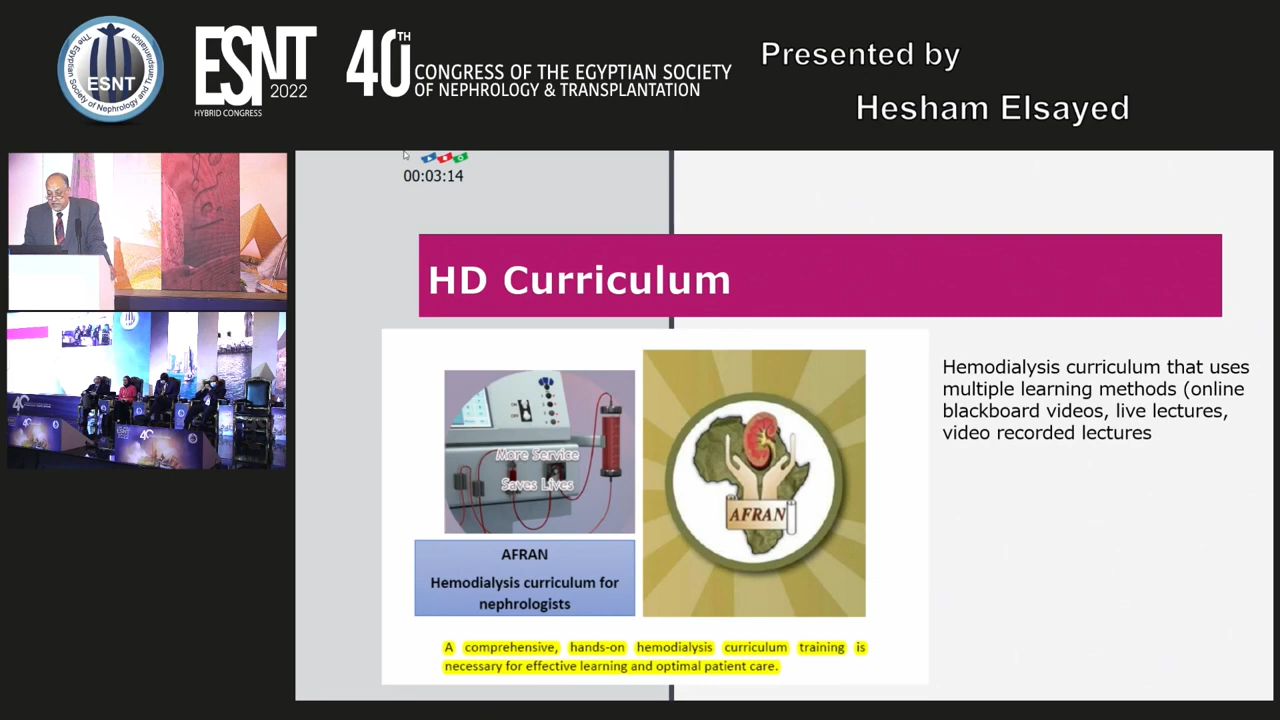 The Egyptian Society of Nephrology and Transplantation
ESNT
ESNT
2022
HYBRID CONGRESS
40TH
CONGRESS OF THE EGYPTIAN SOCIETY
OF NEPHROLOGY & TRANSPLANTATION
Presented by
Hesham Elsayed
00:03:14
HD Curriculum
More Service
Saves Lives
AFRAN
AFRAN
Hemodialysis curriculum for
nephrologists
A comprehensive, hands-on hemodialysis curriculum training is
necessary for effective learning and optimal patient care.
Hemodialysis curriculum that uses
multiple learning methods (online
blackboard videos, live lectures,
video recorded lectures